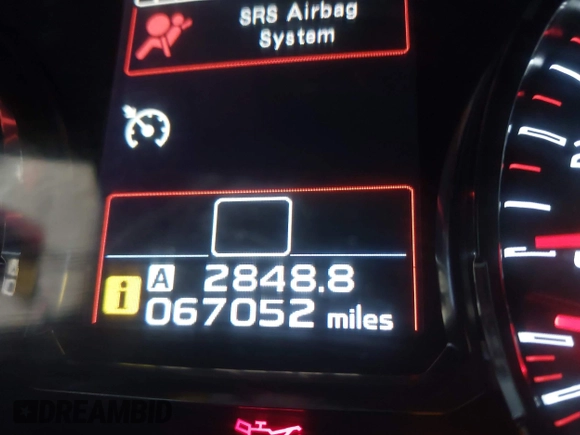 SRS Airbag
System
A 2848.8
i 067052 miles
DREAMBID